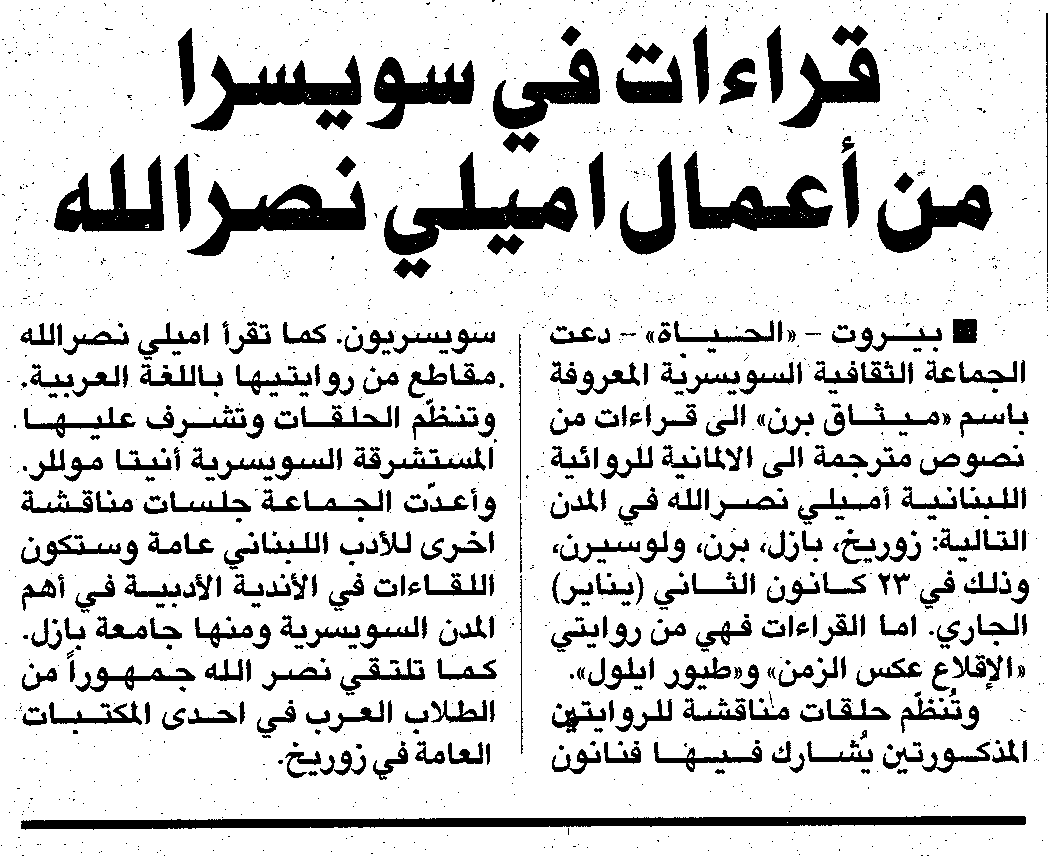 قراءات في سويسرا
من أعمال اميلي نصرالله
■ بيروت - «الحياة» - دعت
الجماعة الثقافية السويسرية المعروفة
باسم «ميثاق برن» الى قراءات من
نصوص مترجمة الى الالمانية للروائية
اللبنانية أميلي نصرالله في المدن
التالية: زوريخ، بازل، برن، ولوسيرن،
وذلك في ٢٣ كانون الثاني (يناير)
الجاري. اما القراءات فهي من روايتي
«الإقلاع عكس الزمن» و«طيور ايلول».
وتُنظّم حلقات مناقشة للروايتين
المذكورتين يُشارك فيها فنانون
سويسريون. كما تقرأ اميلي نصرالله
مقاطع من روايتيها باللغة العربية.
وتنظّم الحلقات وتشرف عليها
المستشرقة السويسرية أنيتا موللر.
وأعدّت الجماعة جلسات مناقشة
اخرى للأدب اللبناني عامة وستكون
اللقاءات في الأندية الأدبية في أهم
المدن السويسرية ومنها جامعة بازل.
كما تلتقي نصر الله جمهوراً من
الطلاب العرب في احدى المكتبات
العامة في زوريخ.